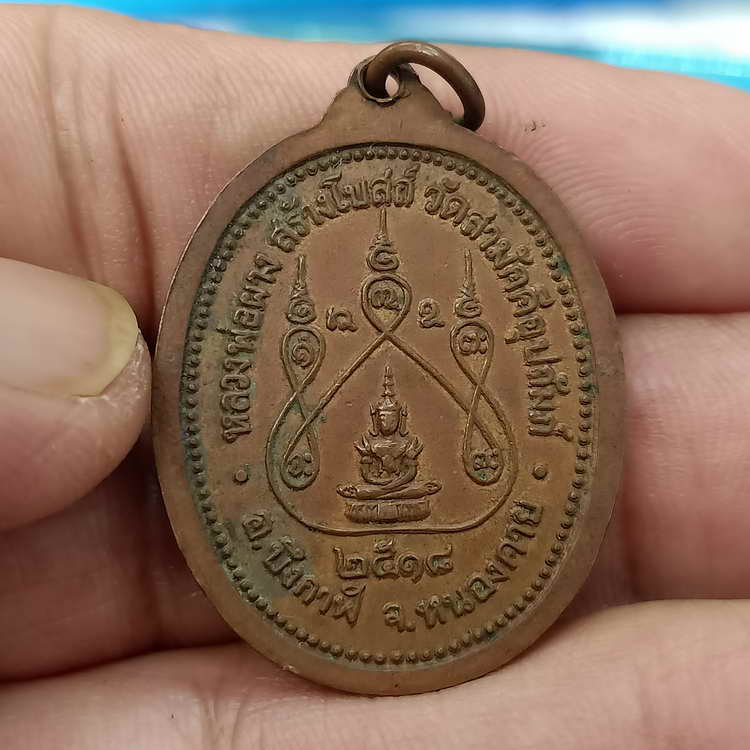 หลวงพ่อผาง สร้างโบสถ์ วัดสามัคคีอุปถัมภ์
๒๕๑๘
อ.บึงกาฬ จ.หนองคาย